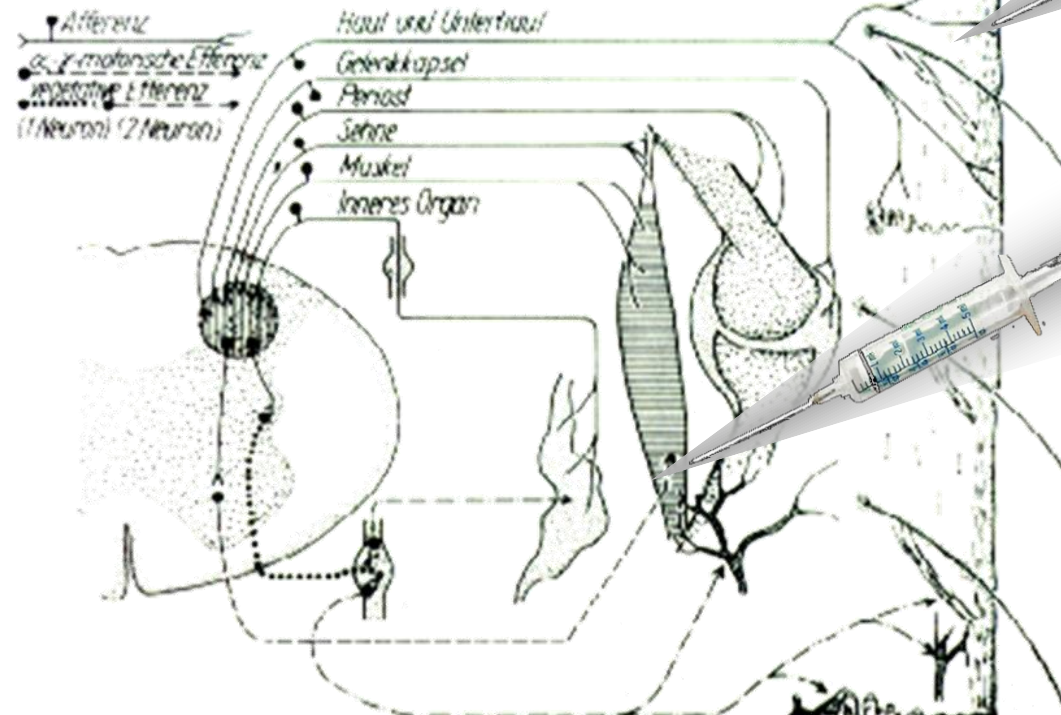 Afferenz
α-, γ-motorische Efferenz
vegetative Efferenz
(1 Neuron) (2 Neuron)
Haut und Unterhaut
Gelenkkapsel
Periost
Sehne
Muskel
Inneres Organ